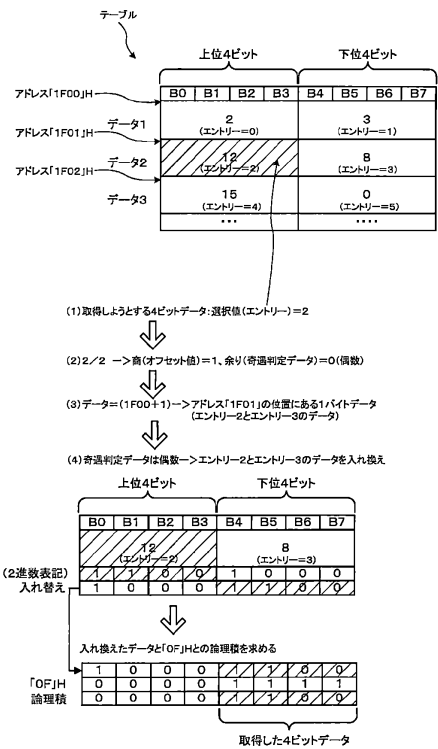 テーブル
上位4ビット 下位4ビット
B0 B1 B2 B3 B4 B5 B6 B7
アドレス「1F00」H
データ1 2 3
(エントリー=0) (エントリー=1)
アドレス「1F01」H
データ2 12 8
(エントリー=2) (エントリー=3)
アドレス「1F02」H
データ3 15 0
(エントリー=4) (エントリー=5)
・・・・ ・・・・
(1)取得しようとする4ビットデータ:選択値(エントリー)=2
(2)2/2 ー>商(オフセット値)=1、余り(奇遇判定データ)=0(偶数)
(3)データ=(1F00+1)ー>アドレス「1F01」の位置にある1バイトデータ
(エントリー2とエントリー3のデータ)
(4)奇遇判定データは偶数ー>エントリー2とエントリー3のデータを入れ換え
上位4ビット 下位4ビット
B0 B1 B2 B3 B4 B5 B6 B7
12 8
(エントリー=2) (エントリー=3)
(2進数表記) 1 1 0 0 1 0 0 0
入れ替え 1 0 0 0 1 1 0 0
入れ換えたデータと「0F」Hとの論理積を求める
1 0 0 0 1 1 0 0
「0F」H 0 0 0 0 1 1 1 1
論理積 0 0 0 0 1 1 0 0
取得した4ビットデータ